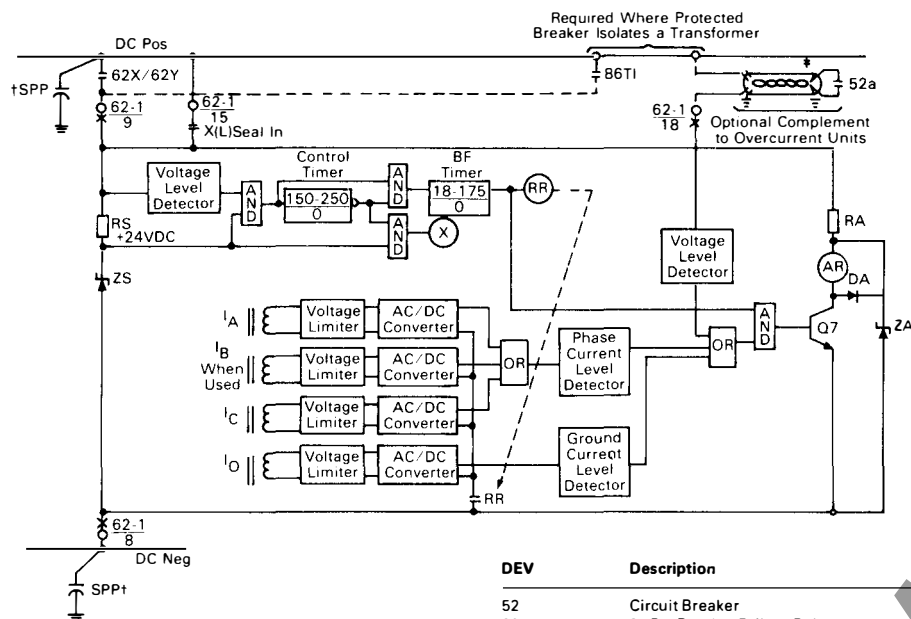 Required Where Protected
Breaker Isolates a Transformer
DC Pos
†SPP
62X/62Y
86TI
*
52a
62-1
9
62-1
15
X(L)Seal In
62-1
18
Optional Complement
to Overcurrent Units
Voltage
Level
Detector
AND
Control
Timer
150-250
0
AND
BF
Timer
18-175
0
RR
AND
X
RS
+24VDC
ZS
Voltage
Level
Detector
RA
AR
DA
ZA
Q7
AND
OR
IA
Voltage
Limiter
AC/DC
Converter
IB
When
Used
Voltage
Limiter
AC/DC
Converter
OR
Phase
Current
Level
Detector
IC
Voltage
Limiter
AC/DC
Converter
IO
Voltage
Limiter
AC/DC
Converter
Ground
Current
Level
Detector
RR
62-1
8
DC Neg
SPP†
DEV Description
52 Circuit Breaker